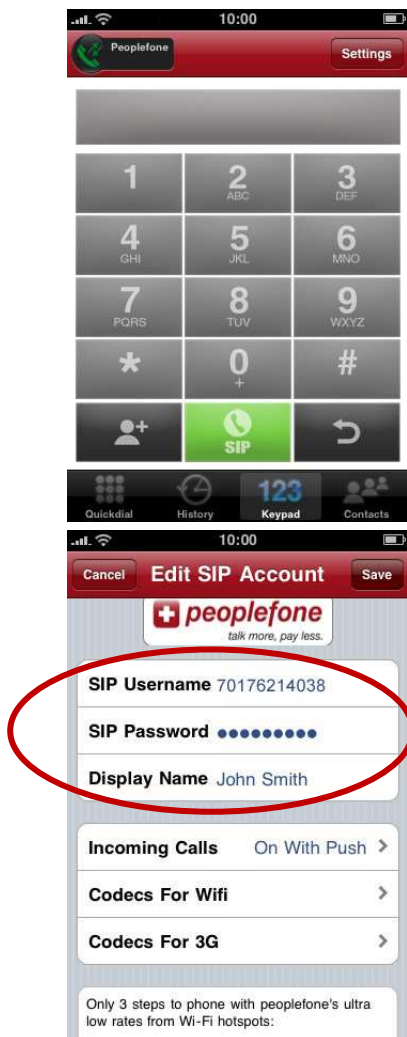 10:00
Peoplefone
Settings
1 2 3
ABC DEF
4 5 6
GHI JKL MNO
7 8 9
PQRS TUV WXYZ
* 0 #
+
+ SIP
123
Quickdial History Keypad Contacts
10:00
Cancel Edit SIP Account Save
peoplefone
talk more, pay less.
SIP Username 70176214038
SIP Password ●●●●●●●●●
Display Name John Smith
Incoming Calls On With Push >
Codecs For Wifi >
Codecs For 3G >
Only 3 steps to phone with peoplefone's ultra
low rates from Wi-Fi hotspots: